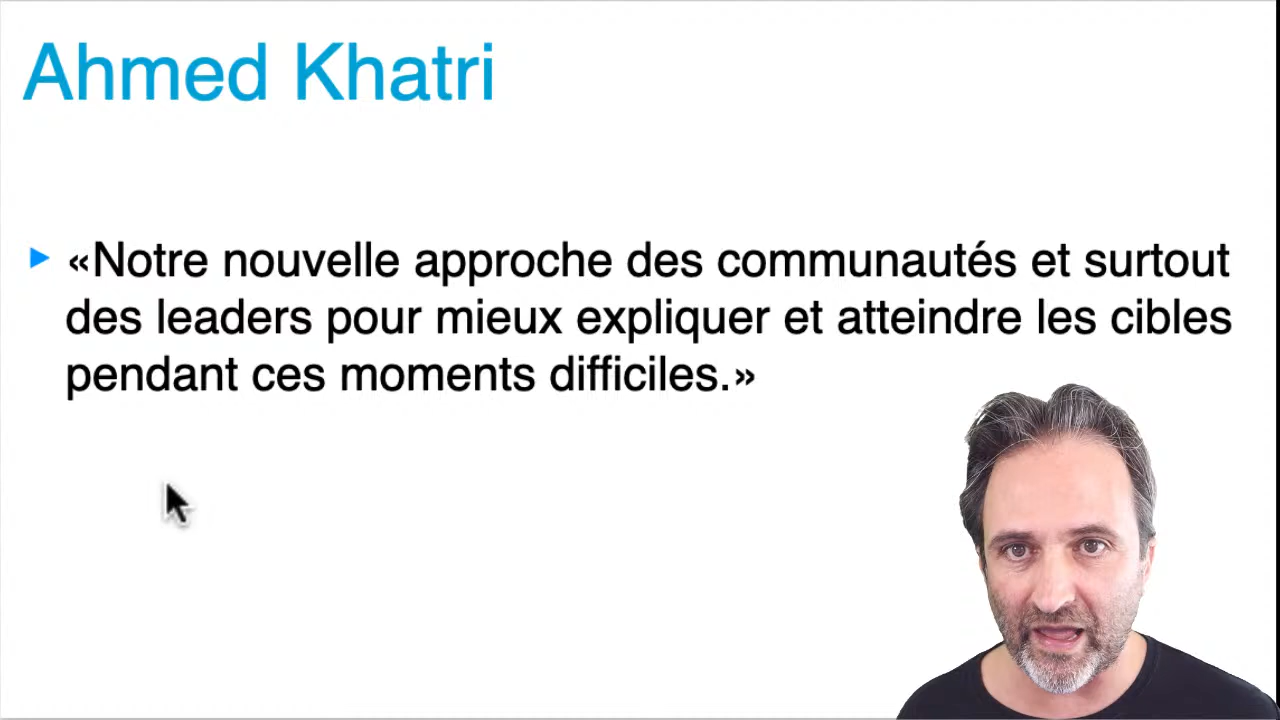 Ahmed Khatri
«Notre nouvelle approche des communautés et surtout
des leaders pour mieux expliquer et atteindre les cibles
pendant ces moments difficiles.»